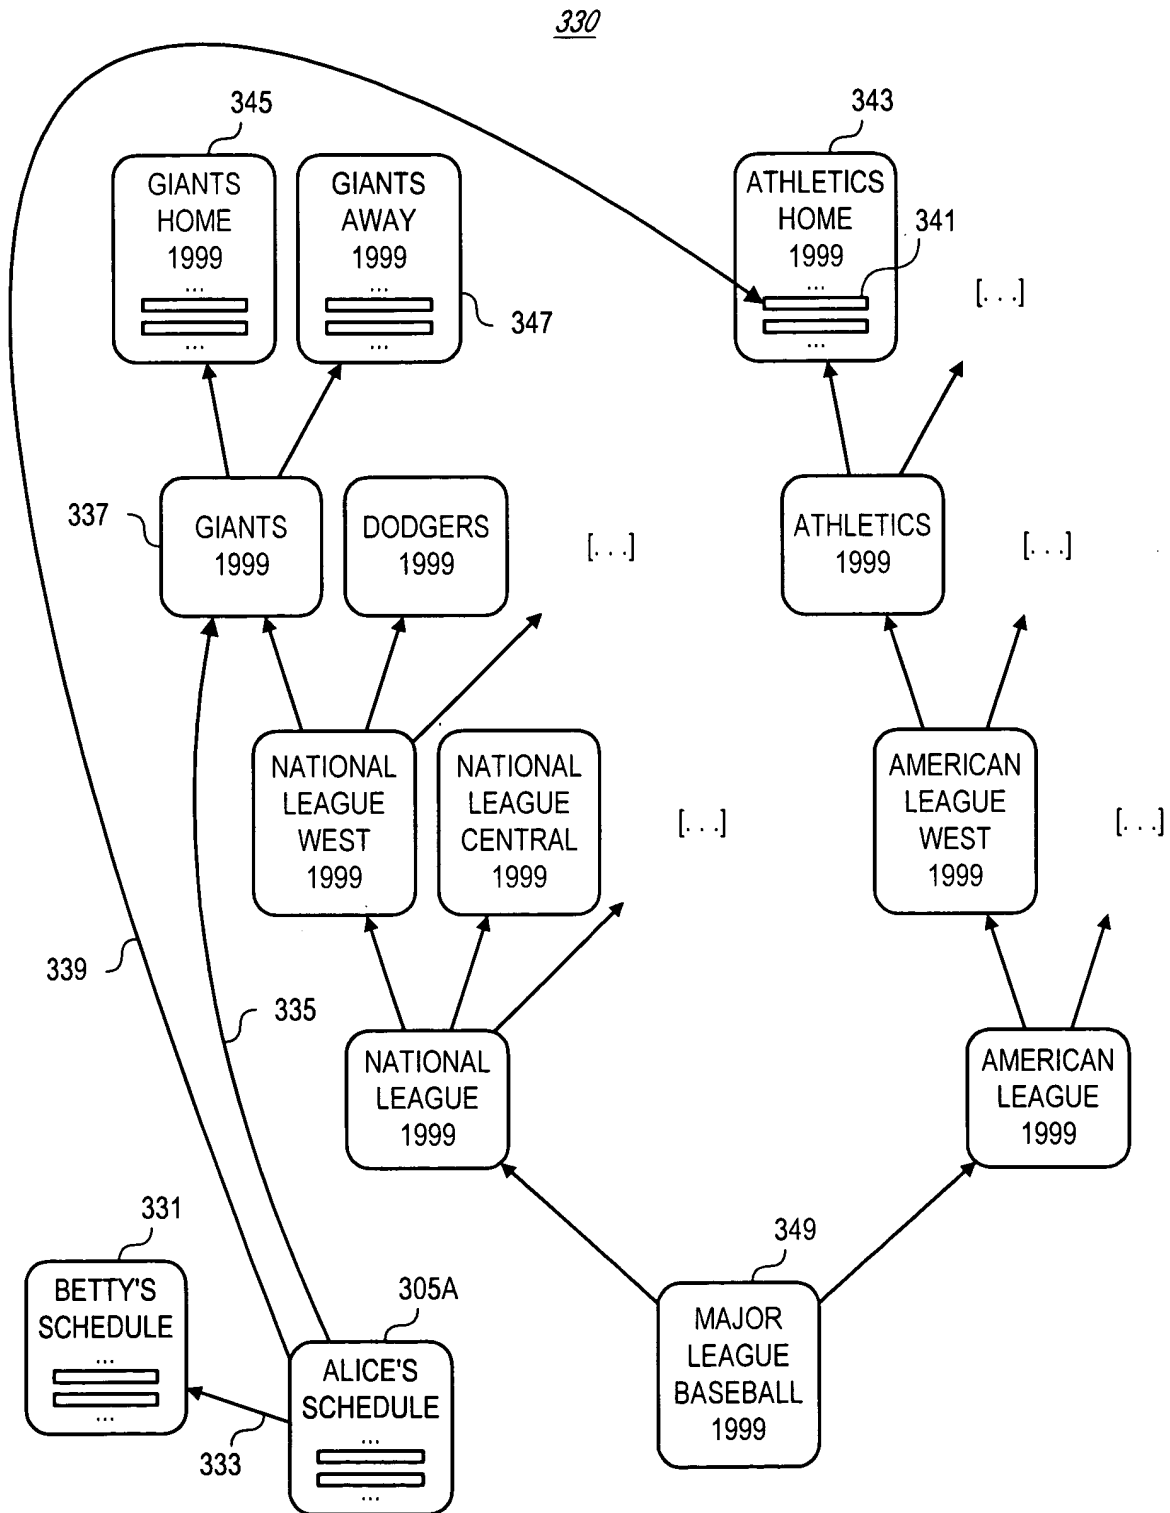 330
345
343
GIANTS
HOME
1999
...
...
GIANTS
AWAY
1999
...
...
347
ATHLETICS
HOME
1999
...
...
341
[...]
337
GIANTS
1999
DODGERS
1999
[...]
ATHLETICS
1999
[...]
NATIONAL
LEAGUE
WEST
1999
NATIONAL
LEAGUE
CENTRAL
1999
[...]
AMERICAN
LEAGUE
WEST
1999
[...]
339
335
NATIONAL
LEAGUE
1999
AMERICAN
LEAGUE
1999
331
BETTY'S
SCHEDULE
...
...
333
305A
ALICE'S
SCHEDULE
...
...
349
MAJOR
LEAGUE
BASEBALL
1999